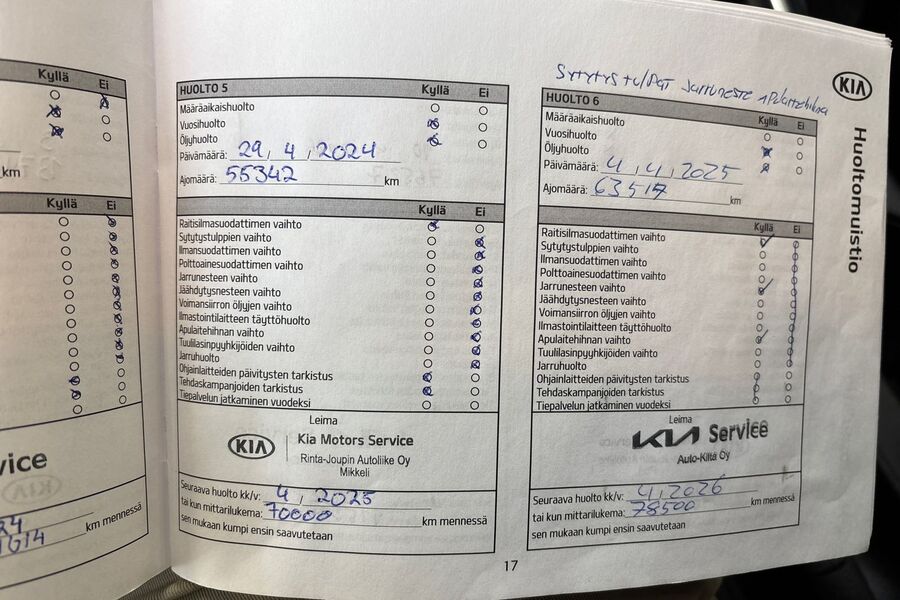 Kyllä Ei
km
Kyllä Ei
vice
km mennessä
HUOLTO 5 Kyllä Ei
Määräaikaishuolto
Vuosihuolto
Öljyhuolto
Päivämäärä: 29, 4, 2024
Ajomäärä: 55342 km
Kyllä Ei
Raitisilmasuodattimen vaihto
Sytytystulppien vaihto
Ilmansuodattimen vaihto
Polttoainesuodattimen vaihto
Jarrunesteen vaihto
Jäähdytysnesteen vaihto
Voimansiirron öljyjen vaihto
Ilmastointilaitteen täyttöhuolto
Apulaitehihnan vaihto
Tuulilasinpyyhkijöiden vaihto
Jarruhuolto
Ohjainlaitteiden päivitysten tarkistus
Tehdaskampanjoiden tarkistus
Tiepalvelun jatkaminen vuodeksi
Leima
KIA Kia Motors Service
Rinta-Joupin Autoliike Oy
Mikkeli
Seuraava huolto kk/v: 4, 2025
tai kun mittarilukema: 70000 km mennessä
sen mukaan kumpi ensin saavutetaan
17
KIA
Huoltomuistio
HUOLTO 6 Kyllä Ei
Määräaikaishuolto
Vuosihuolto
Öljyhuolto
Päivämäärä: 4, 4, 2025
Ajomäärä: 63517 km
Kyllä Ei
Raitisilmasuodattimen vaihto
Sytytystulppien vaihto
Ilmansuodattimen vaihto
Polttoainesuodattimen vaihto
Jarrunesteen vaihto
Jäähdytysnesteen vaihto
Voimansiirron öljyjen vaihto
Ilmastointilaitteen täyttöhuolto
Apulaitehihnan vaihto
Tuulilasinpyyhkijöiden vaihto
Jarruhuolto
Ohjainlaitteiden päivitysten tarkistus
Tehdaskampanjoiden tarkistus
Tiepalvelun jatkaminen vuodeksi
Leima
KIA Service
Auto-Kilta Oy
Seuraava huolto kk/v: 4, 2026
tai kun mittarilukema: 78500 km mennessä
sen mukaan kumpi ensin saavutetaan